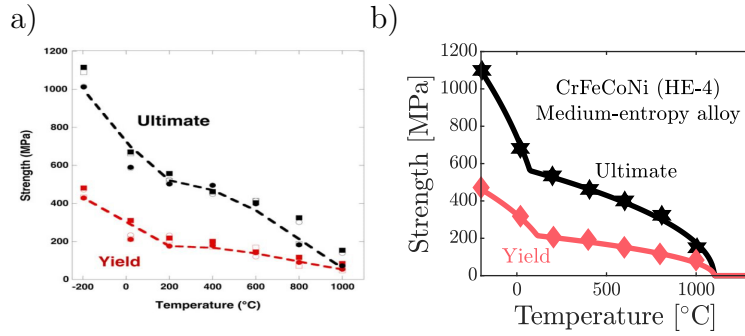 a)
1200
1000
800
600
400
200
0
Strength (MPa)
Ultimate
Yield
-200 0 200 400 600 800 1000
Temperature (°C)
b)
1200
1000
800
600
400
200
0
Strength [MPa]
CrFeCoNi (HE-4)
Medium-entropy alloy
Ultimate
Yield
0 500 1000
Temperature [°C]